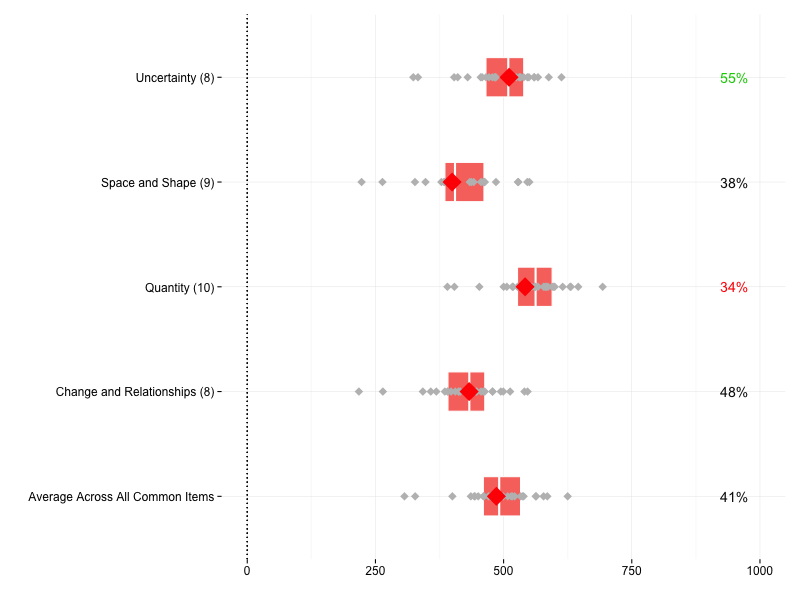 Uncertainty (8) 55%
Space and Shape (9) 38%
Quantity (10) 34%
Change and Relationships (8) 48%
Average Across All Common Items 41%
0 250 500 750 1000